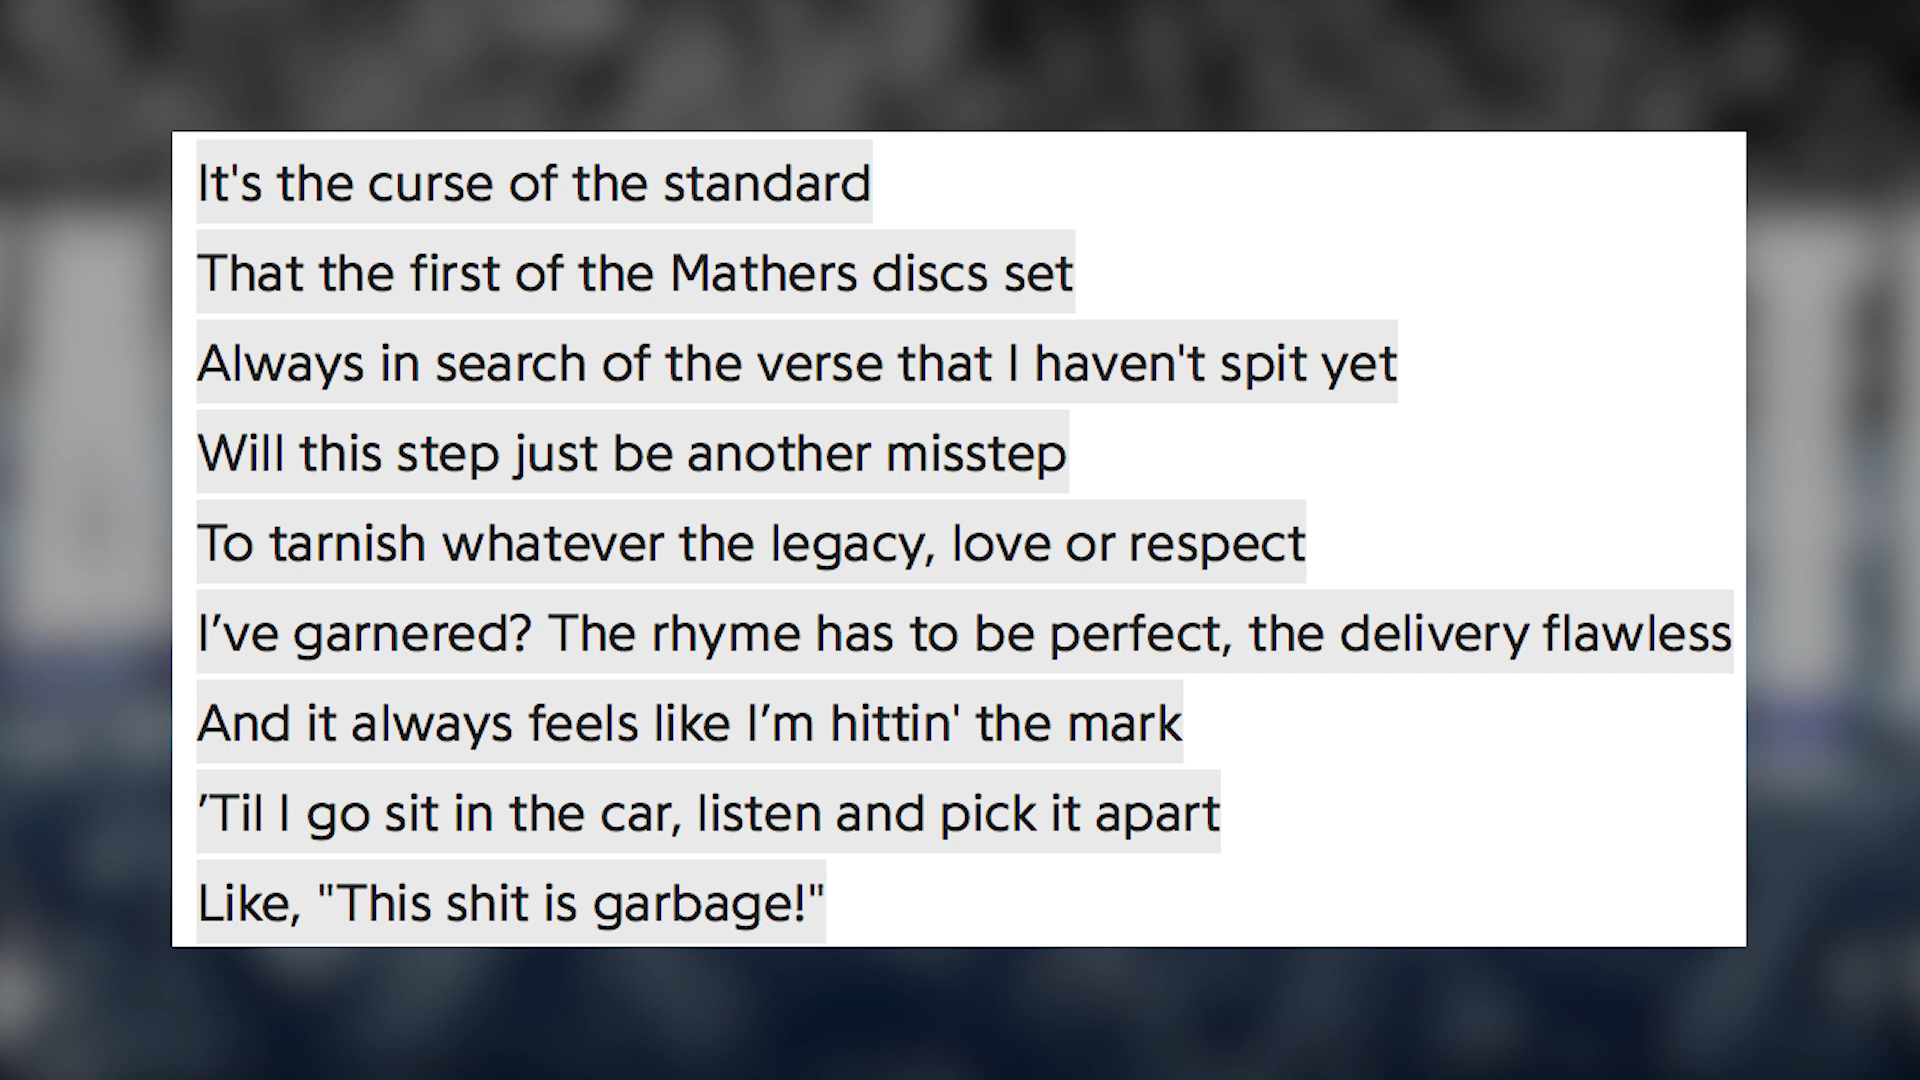 It's the curse of the standard
That the first of the Mathers discs set
Always in search of the verse that I haven't spit yet
Will this step just be another misstep
To tarnish whatever the legacy, love or respect
I’ve garnered? The rhyme has to be perfect, the delivery flawless
And it always feels like I’m hittin' the mark
’Til I go sit in the car, listen and pick it apart
Like, "This shit is garbage!"